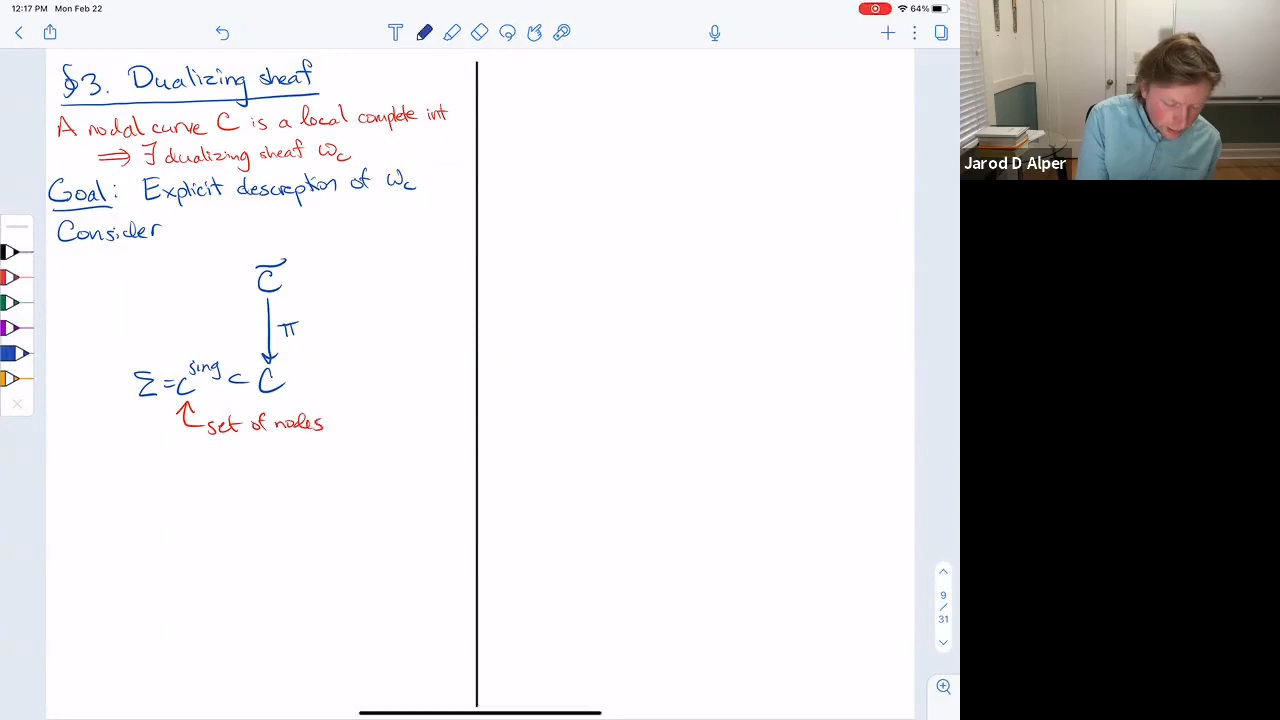 12:17 PM Mon Feb 22
64%
§3. Dualizing sheaf
A nodal curve C is a local complete int
⟹ ∃ dualizing sheaf ω_C
Goal: Explicit description of ω_C
Consider
C̃
π
Σ = C^sing ⊂ C
set of nodes
9
/
31
Jarod D Alper